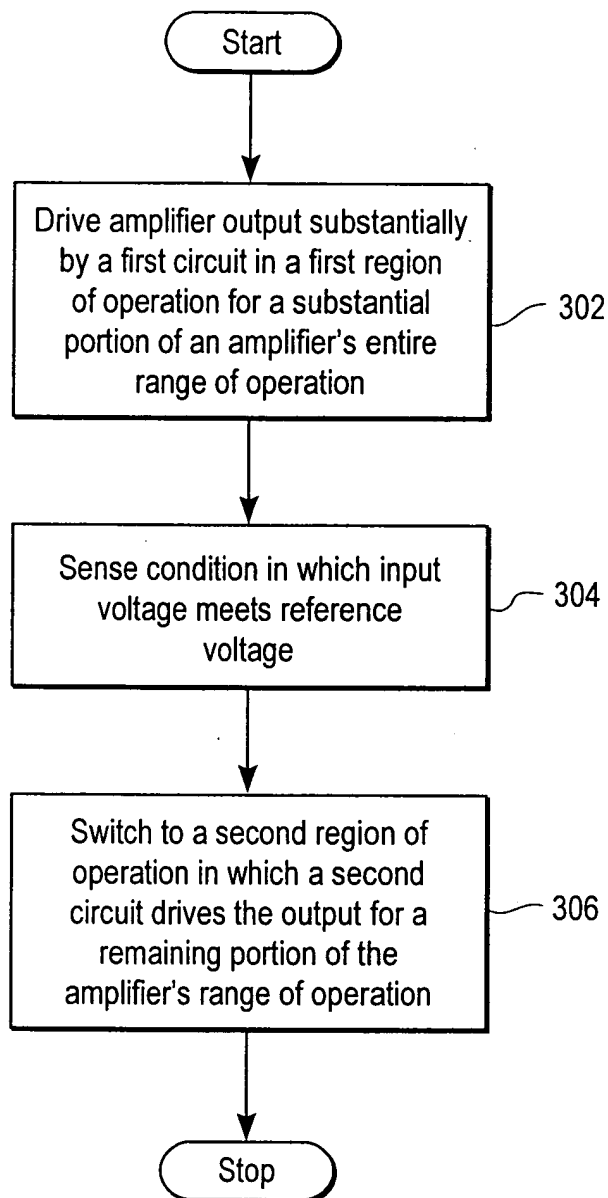 Start
Drive amplifier output substantially
by a first circuit in a first region
of operation for a substantial
portion of an amplifier's entire
range of operation
302
Sense condition in which input
voltage meets reference
voltage
304
Switch to a second region of
operation in which a second
circuit drives the output for a
remaining portion of the
amplifier's range of operation
306
Stop